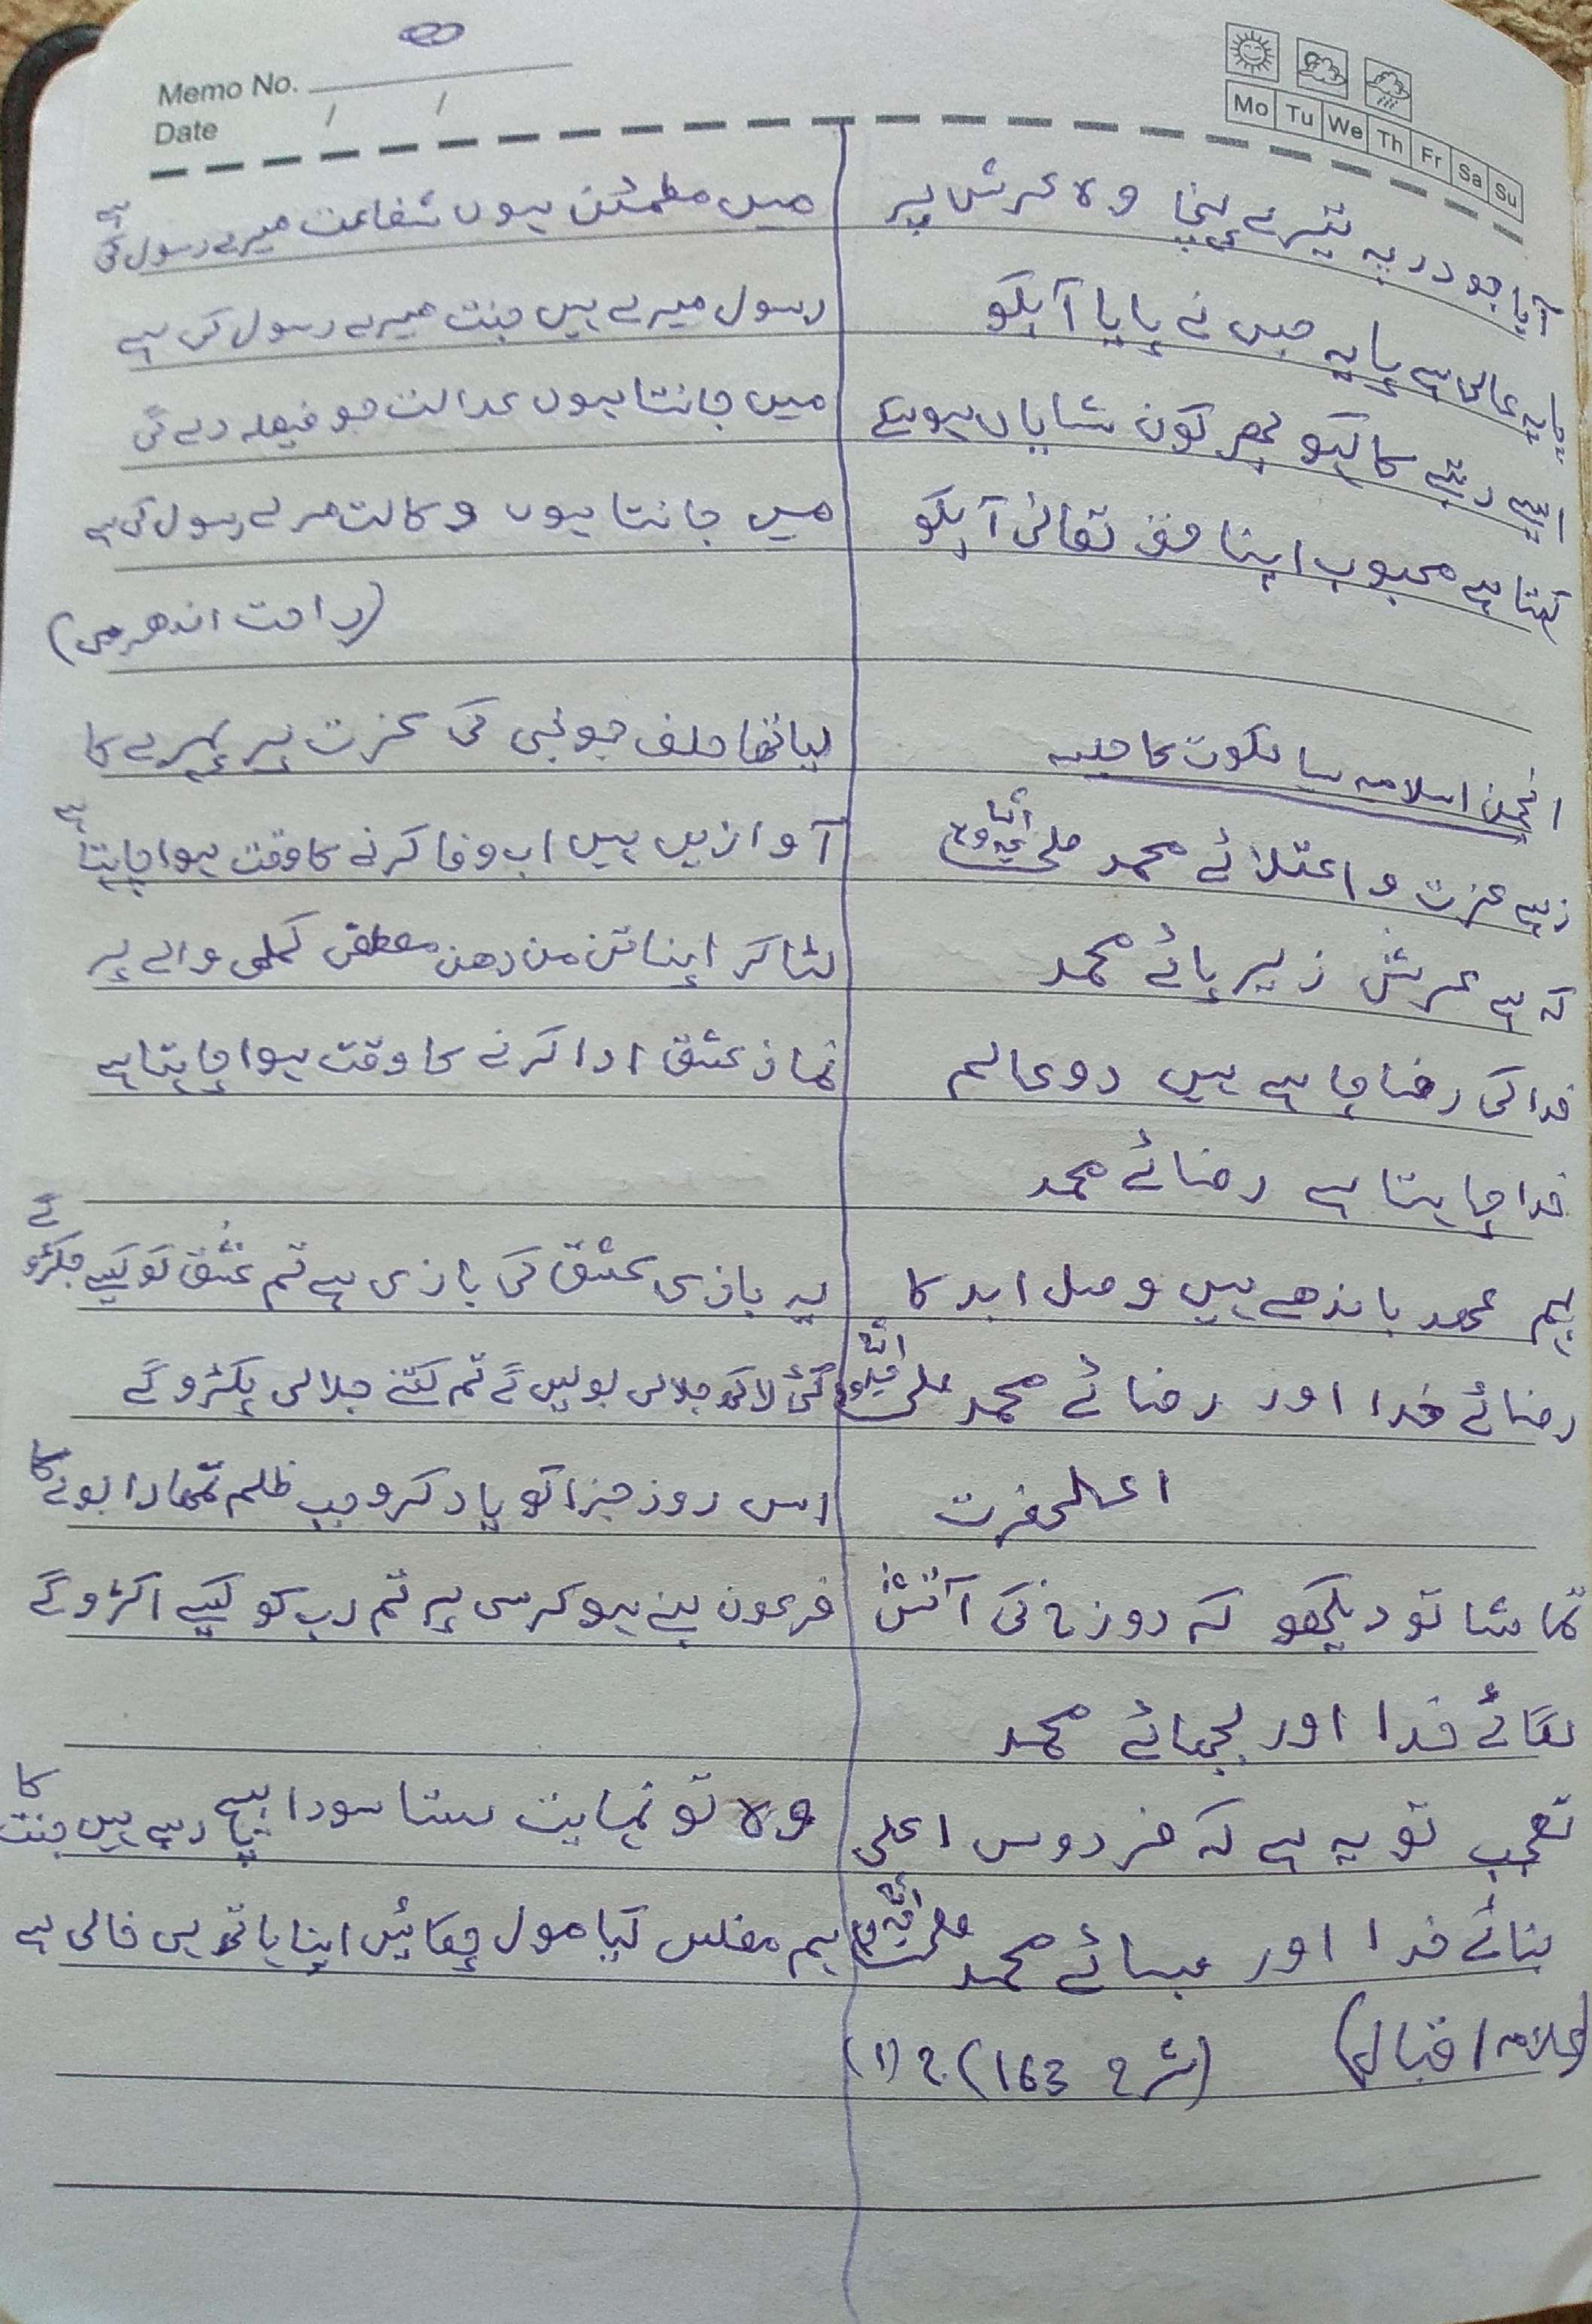 Memo No.
Date / /
Mo Tu We Th Fr Sa Su
آیا جو در پہ تیرے پہنچا وہ عرش پر
پایہ عالی ہے پایہ جس نے پایا آپکو
ایسے رتبے کا کہو پھر کون شایاں ہو سکے
کہتا ہے محبوب اپنا حق تعالیٰ آپکو
انجمن اسلامیہ سیالکوٹ کا جلسہ
زہے عزت و اعتلائے محمد صلی اللہ علیہ وسلم
کہ ہے عرش زیر پائے محمد
خدا کی رضا چاہے ہیں دو عالم
خدا چاہتا ہے رضائے محمد
بہم عہد باندھے ہیں وصل ابد کا
رضائے خدا اور رضائے محمد صلی اللہ علیہ وسلم
اعلحضرت
تماشا تو دیکھو کہ دوزخ کی آتش
لگائے خدا اور بجھائے محمد
تعجب تو یہ ہے کہ فردوس اعلی
بنائے خدا اور بسائے محمد صلی اللہ علیہ وسلم
(علامہ اقبال) (شرح 163) ج (1)
میں مطمئن ہوں شفاعت میرے رسول کی ہے
رسول میرے ہیں جنت میرے رسول کی ہے
میں جانتا ہوں عدالت جو فیصلہ دے گی
میں جانتا ہوں وکالت مرے رسول کی ہے
(راحت اندھوری)
لیا تھا حلف جو نبی کی عزت پر پہرے کا
آوازیں ہیں اب وفا کرنے کا وقت ہوا چاہتا ہے
لٹا کر اپنا تن من دھن مصطفی کملی والے پر
نماز عشق ادا کرنے کا وقت ہوا چاہتا ہے
یہ بازی عشق کی بازی ہے تم عشق کو کیسے جکڑو گے
کئی لاکھ جلالی بولیں گے تم کتنے جلالی پکڑو گے
اس روز جزا کو یاد کرو جب ظلم تمھارا بولے گا
فرعون بنے ہو کرسی پر تم رب کو کیسے اکڑو گے
وہ تو نہایت سستا سودا بیچ رہے ہیں جنت کا
ہم مفلس کیا مول چکائیں اپنا ہاتھ ہی خالی ہے